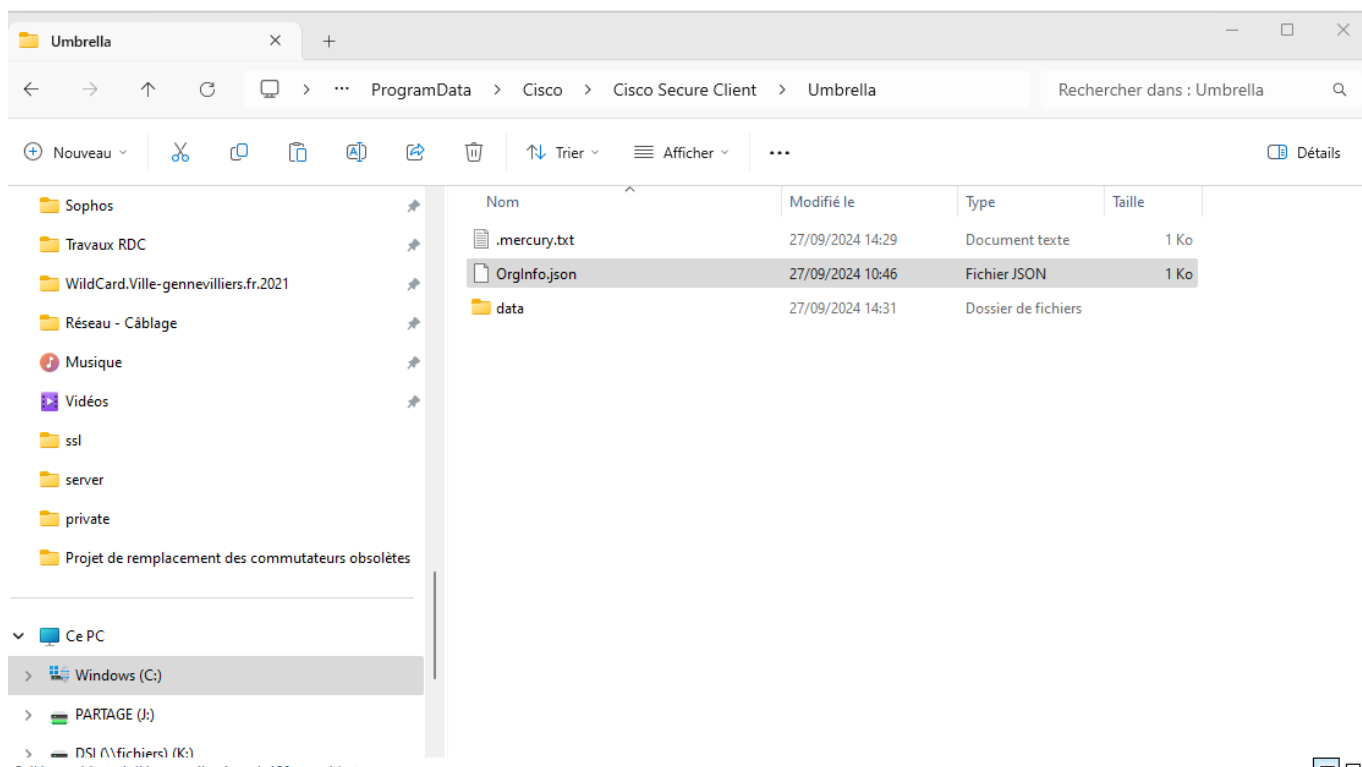 Umbrella
ProgramData > Cisco > Cisco Secure Client > Umbrella
Rechercher dans : Umbrella
Nouveau
Trier
Afficher
Détails
Sophos
Travaux RDC
WildCard.Ville-gennevilliers.fr.2021
Réseau - Câblage
Musique
Vidéos
ssl
server
private
Projet de remplacement des commutateurs obsolètes
Ce PC
Windows (C:)
PARTAGE (J:)
DSI (\\fichiers) (K:)
Nom Modifié le Type Taille
.mercury.txt 27/09/2024 14:29 Document texte 1 Ko
OrgInfo.json 27/09/2024 10:46 Fichier JSON 1 Ko
data 27/09/2024 14:31 Dossier de fichiers